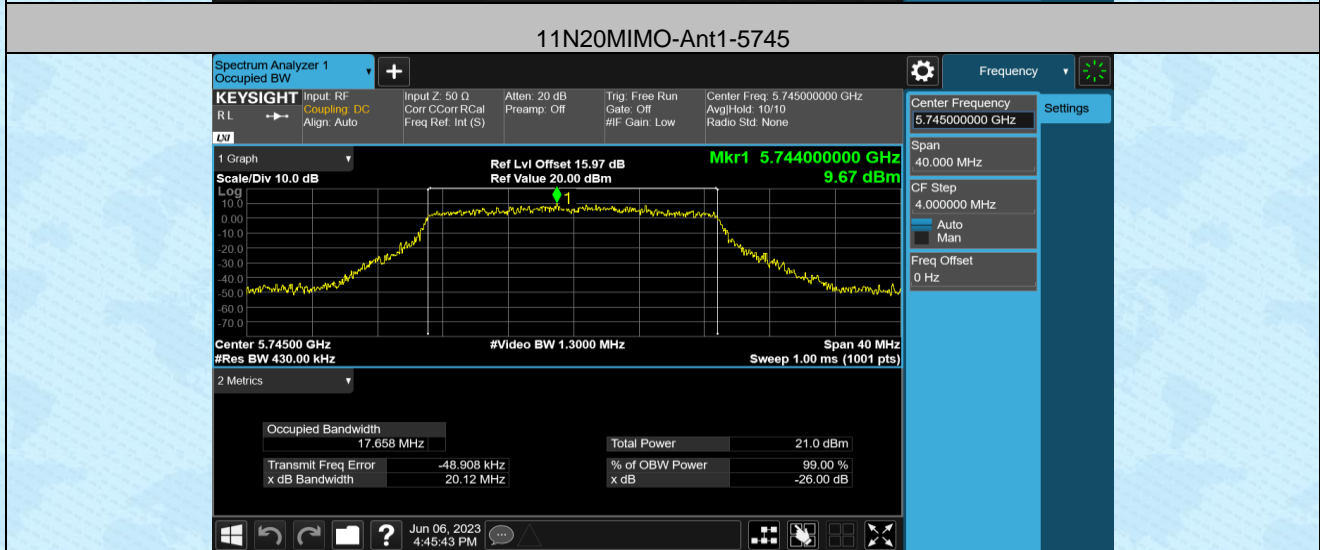 11N20MIMO-Ant1-5745
Spectrum Analyzer 1
Occupied BW
Frequency
KEYSIGHT
R L
LXI
Input: RF
Coupling: DC
Align: Auto
Input Z: 50 Ω
Corr CCorr RCal
Freq Ref: Int (S)
Atten: 20 dB
Preamp: Off
Trig: Free Run
Gate: Off
#IF Gain: Low
Center Freq: 5.745000000 GHz
Avg|Hold: 10/10
Radio Std: None
Center Frequency
5.745000000 GHz
Settings
Span
40.000 MHz
CF Step
4.000000 MHz
Auto
Man
Freq Offset
0 Hz
1 Graph
Scale/Div 10.0 dB
Ref Lvl Offset 15.97 dB
Ref Value 20.00 dBm
Mkr1 5.744000000 GHz
9.67 dBm
Log
10.0
0.00
-10.0
-20.0
-30.0
-40.0
-50.0
-60.0
-70.0
1
Center 5.74500 GHz
#Res BW 430.00 kHz
#Video BW 1.3000 MHz
Span 40 MHz
Sweep 1.00 ms (1001 pts)
2 Metrics
Occupied Bandwidth
17.658 MHz
Total Power 21.0 dBm
Transmit Freq Error -48.908 kHz
% of OBW Power 99.00 %
x dB Bandwidth 20.12 MHz
x dB -26.00 dB
?
Jun 06, 2023
4:45:43 PM